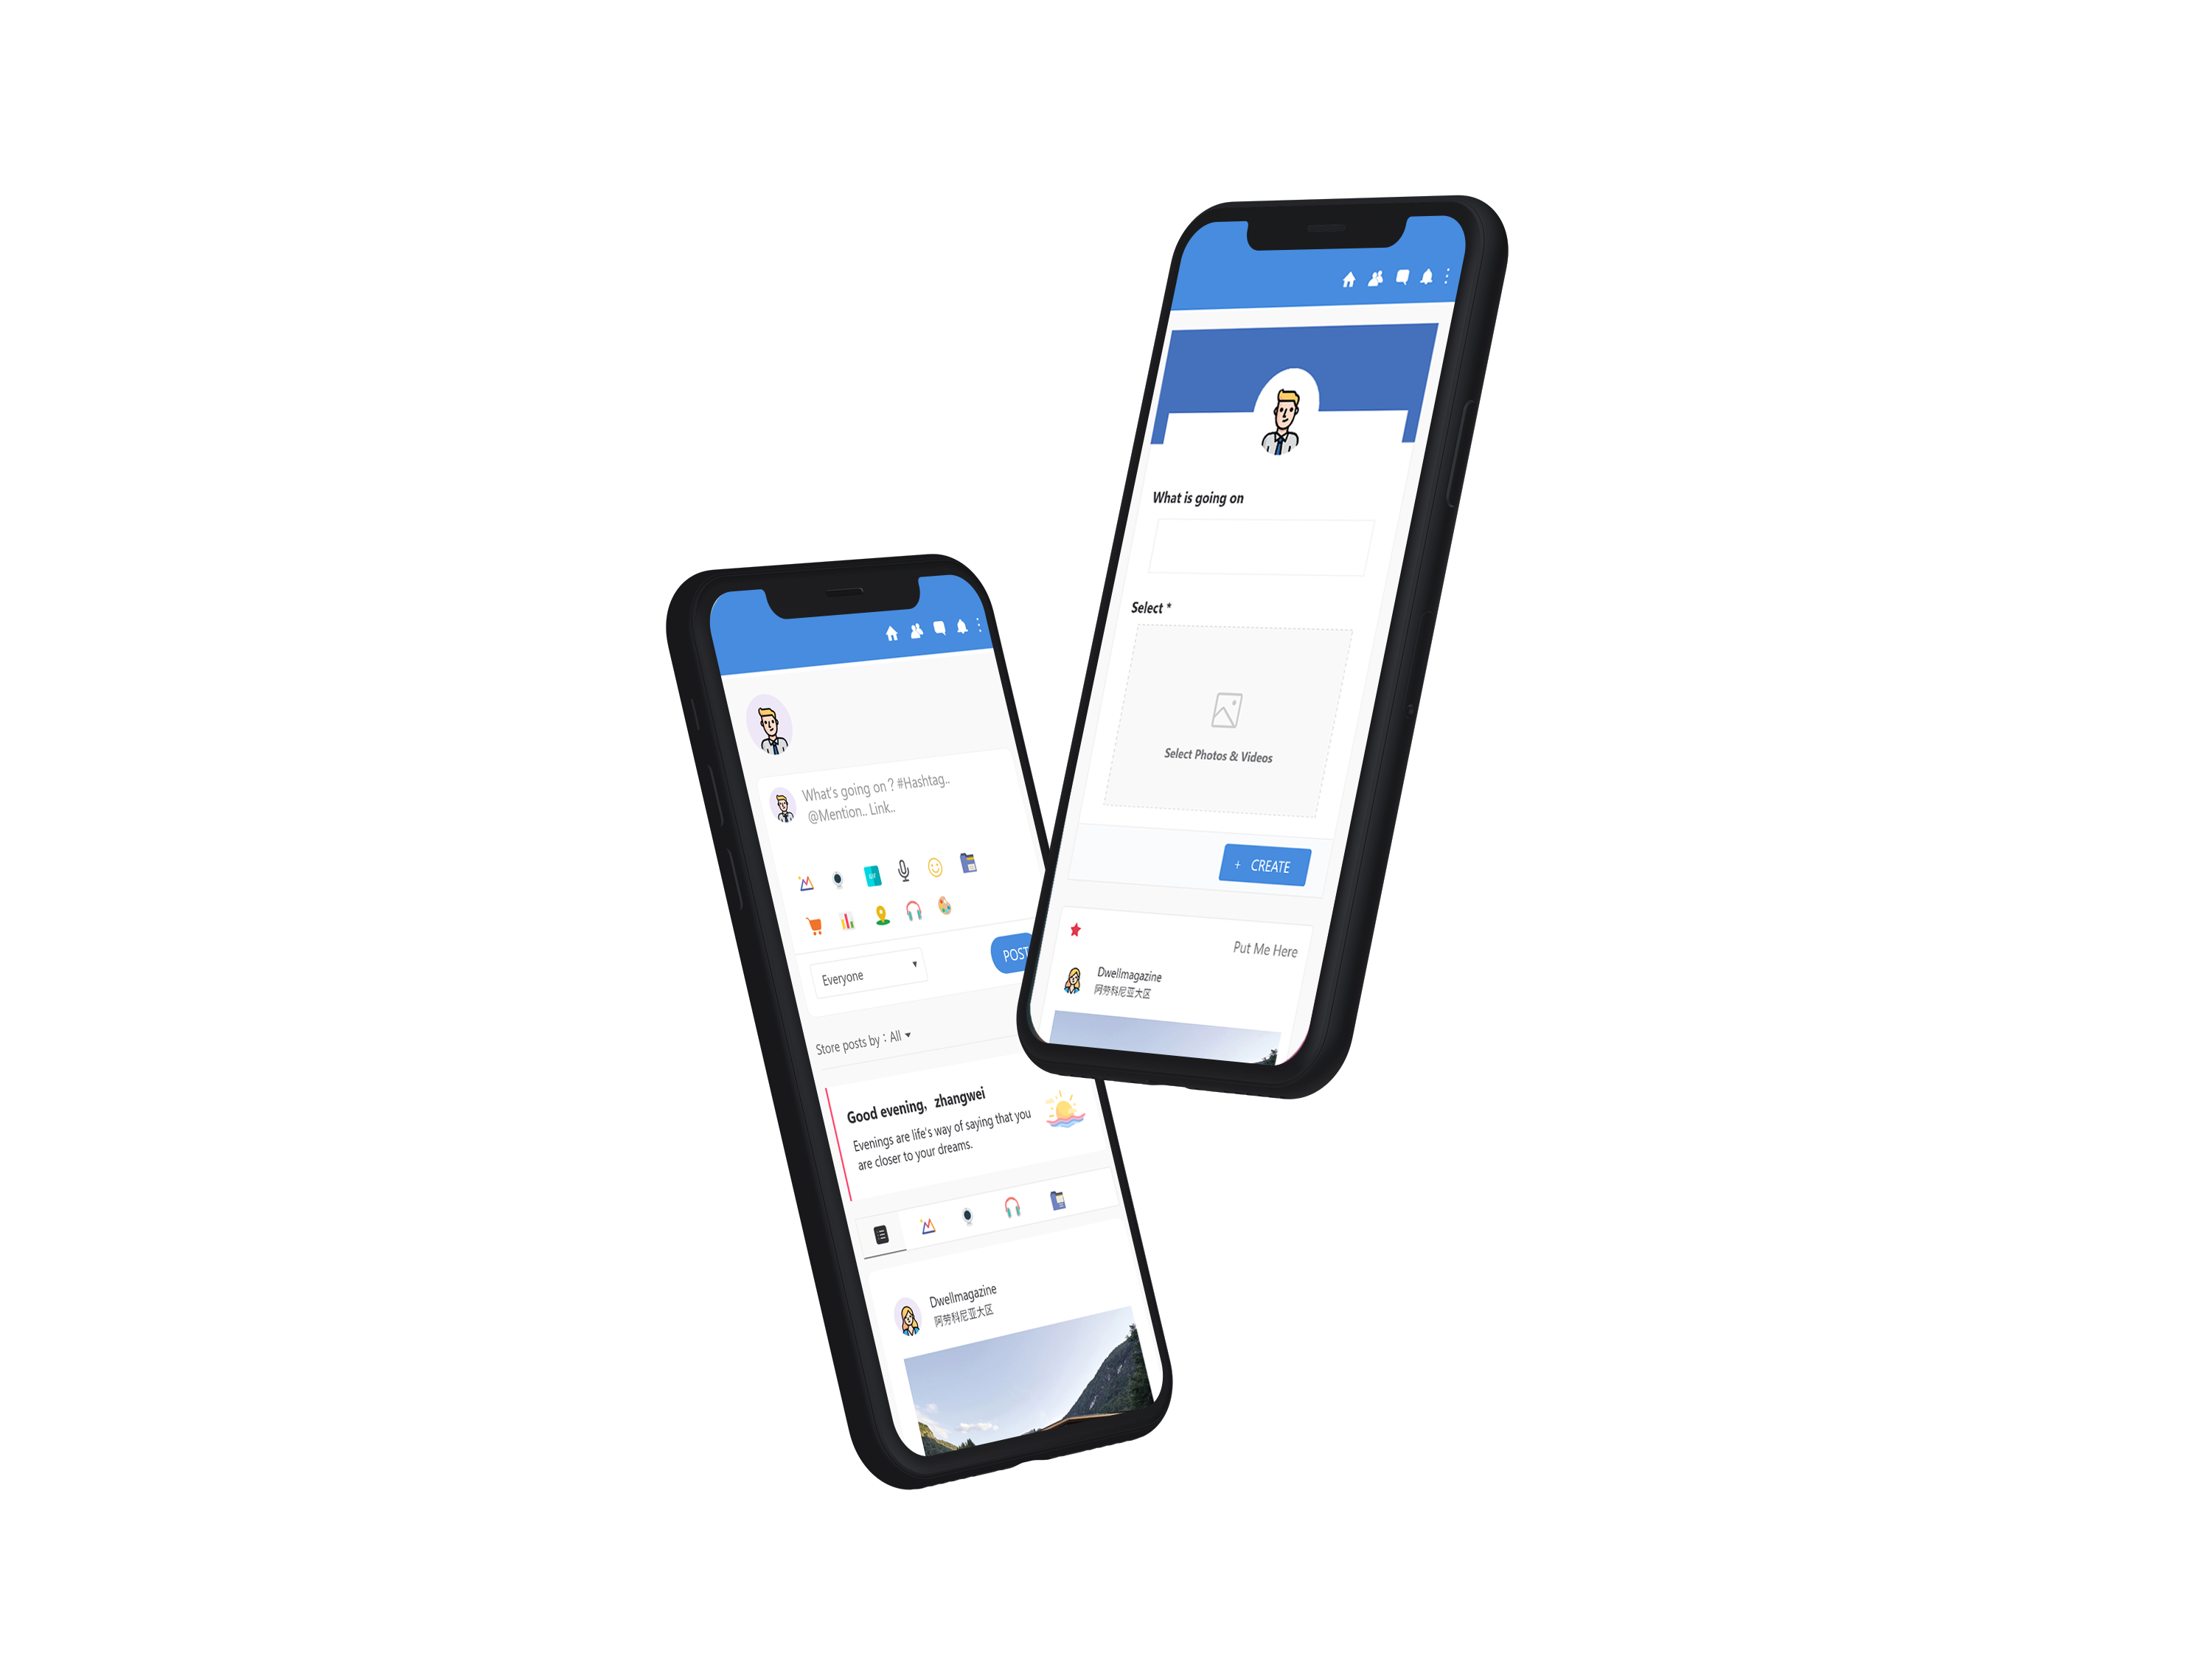 What's going on ? #Hashtag..
@Mention.. Link..
Everyone
POST
Store posts by : All
Good evening, zhangwei
Evenings are life's way of saying that you
are closer to your dreams.
Dwellmagazine
阿劳科尼亚大区
What is going on
Select *
Select Photos & Videos
+ CREATE
Put Me Here
Dwellmagazine
阿劳科尼亚大区